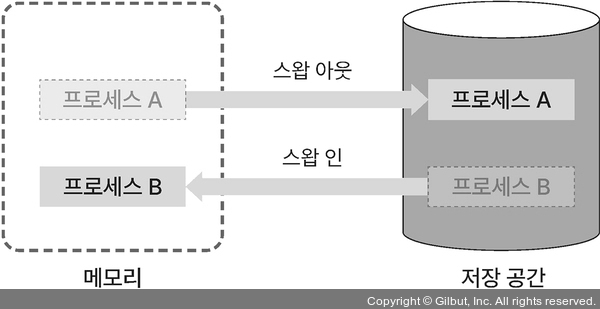 스왑 아웃
프로세스 A
프로세스 A
스왑 인
프로세스 B
프로세스 B
메모리
저장 공간
Copyright © Gilbut, Inc. All rights reserved.